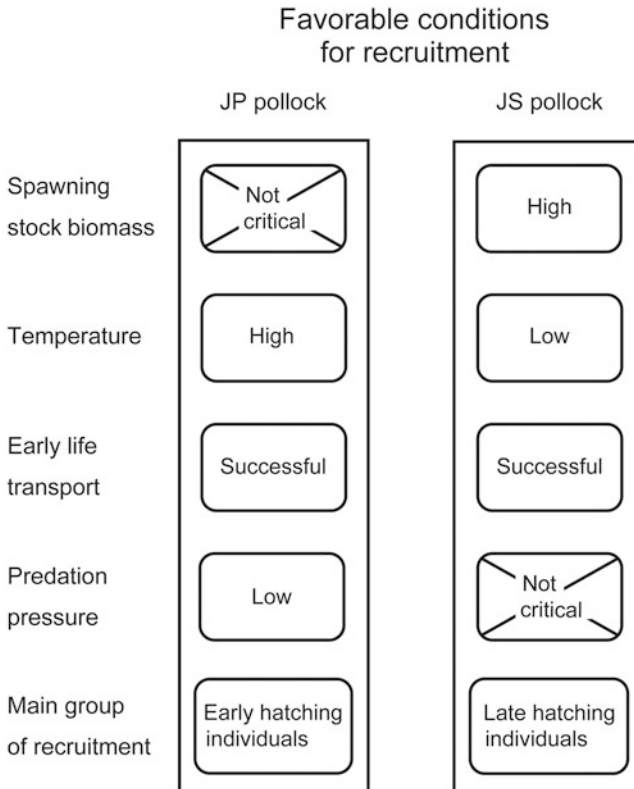 Favorable conditions
for recruitment
JP pollock
JS pollock
Spawning
stock biomass
Not
critical
High
Temperature
High
Low
Early life
transport
Successful
Successful
Predation
pressure
Low
Not
critical
Main group
of recruitment
Early hatching
individuals
Late hatching
individuals